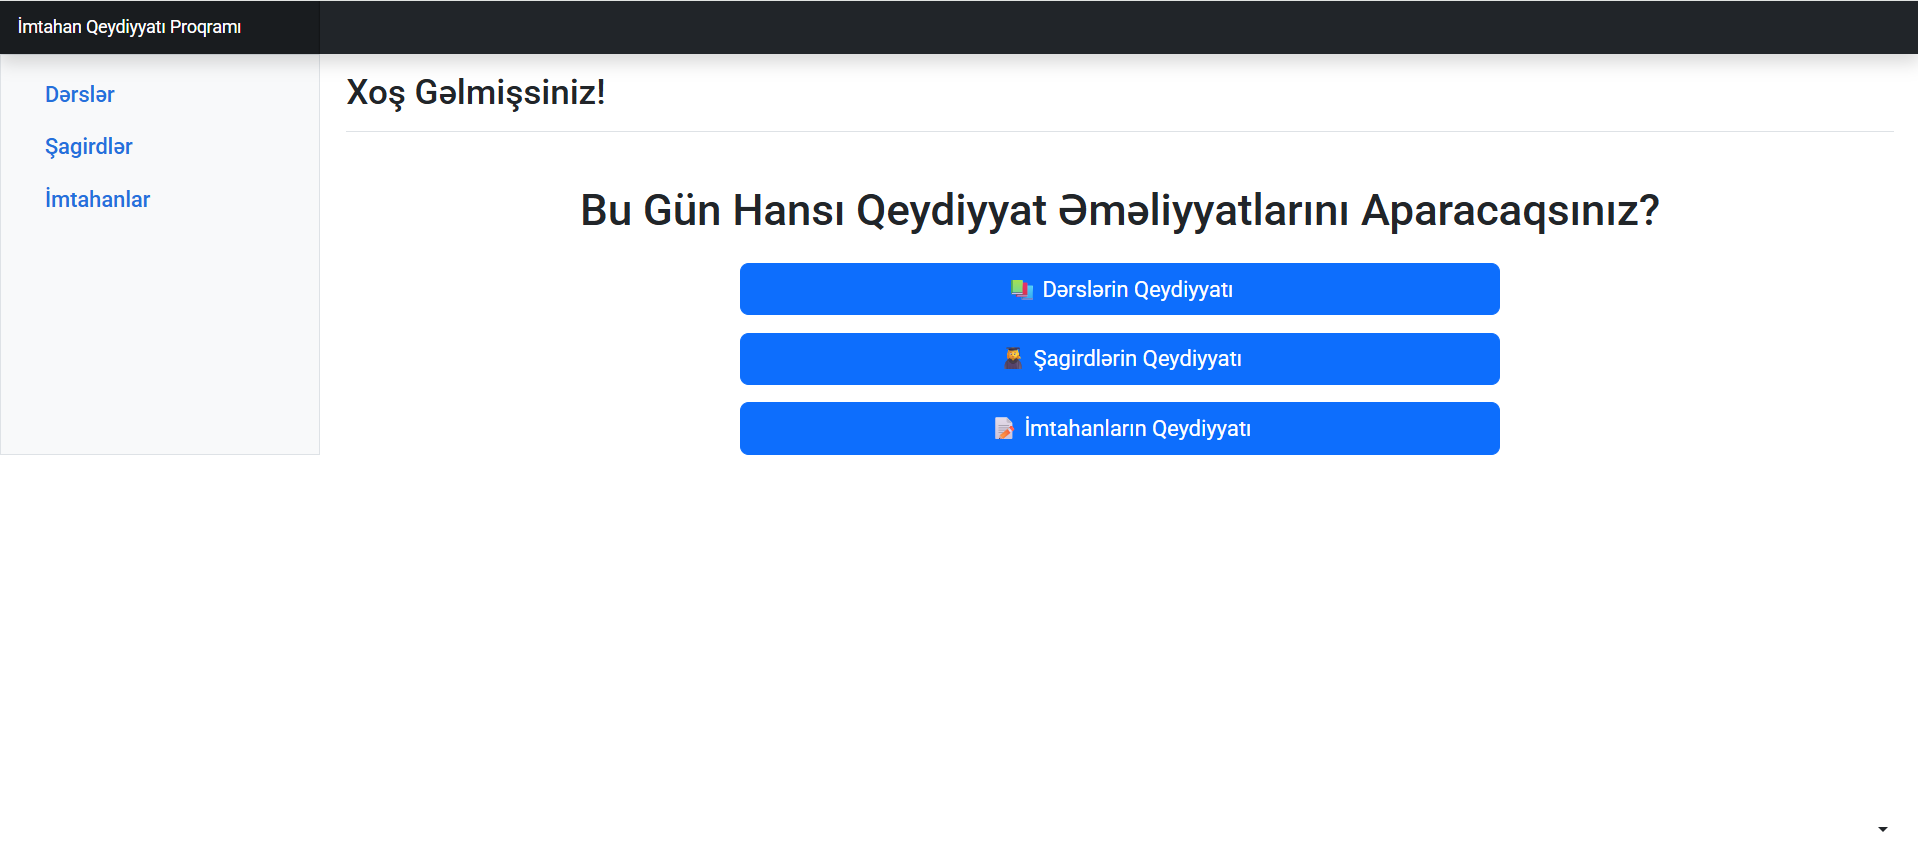 İmtahan Qeydiyyatı Proqramı
Dərslər
Şagirdlər
İmtahanlar
Xoş Gəlmişsiniz!
Bu Gün Hansı Qeydiyyat Əməliyyatlarını Aparacaqsınız?
Dərslərin Qeydiyyatı
Şagirdlərin Qeydiyyatı
İmtahanların Qeydiyyatı